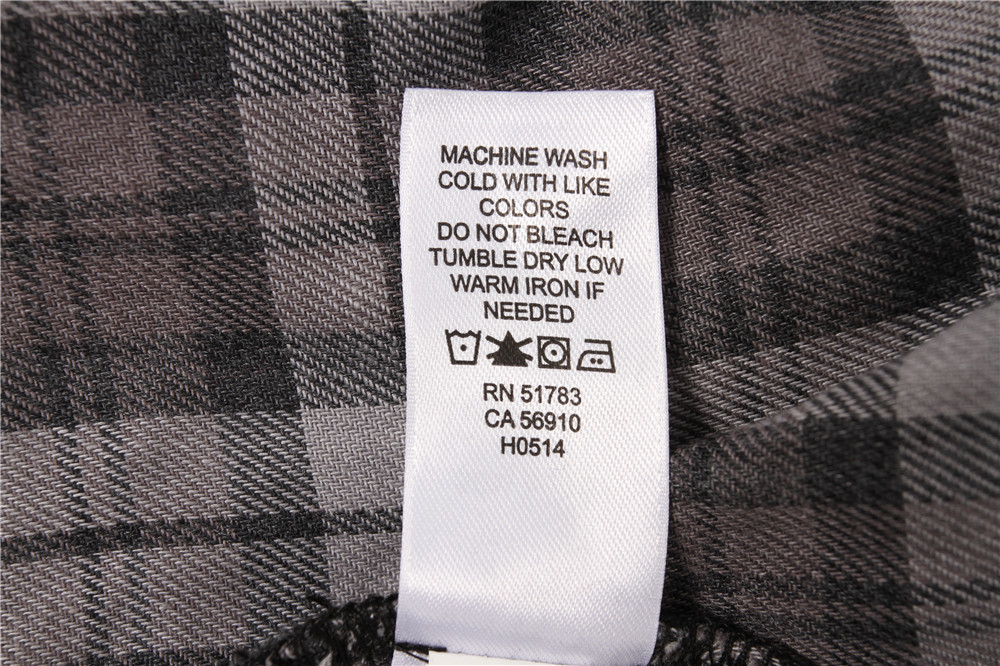 MACHINE WASH
COLD WITH LIKE
COLORS
DO NOT BLEACH
TUMBLE DRY LOW
WARM IRON IF
NEEDED
RN 51783
CA 56910
H0514